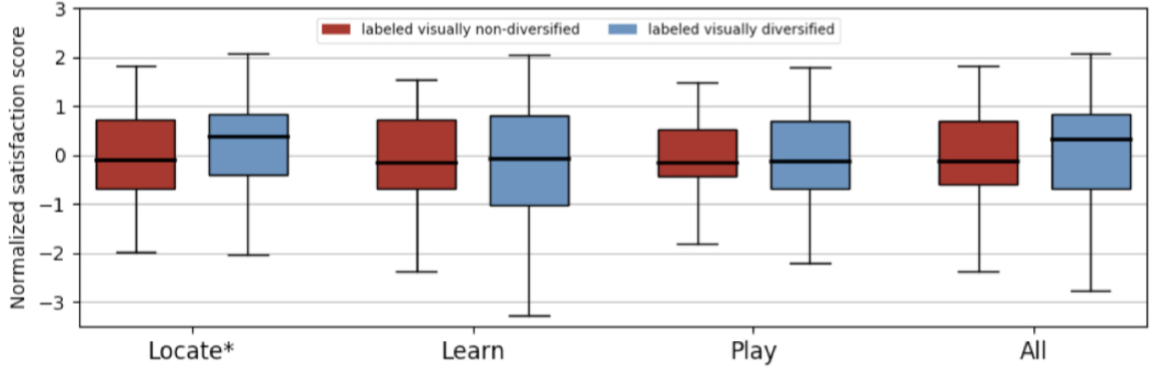 Normalized satisfaction score
3
2
1
0
−1
−2
−3
labeled visually non-diversified
labeled visually diversified
Locate*
Learn
Play
All